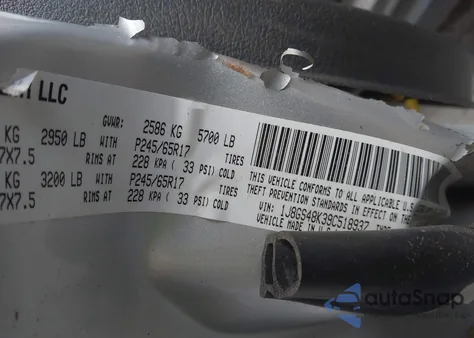 LLC
GVWR: 2586 KG 5700 LB
KG 2950 LB WITH P245/65R17 TIRES
7X7.5 RIMS AT 228 KPA ( 33 PSI) COLD
KG 3200 LB WITH P245/65R17 TIRES
7X7.5 RIMS AT 228 KPA ( 33 PSI) COLD
THIS VEHICLE CONFORMS TO ALL APPLICABLE U.S.
THEFT PREVENTION STANDARDS IN EFFECT ON THE
VIN: 1J8GS48K39C518937 TYPE
VEHICLE MADE IN U.S.
autoSnap